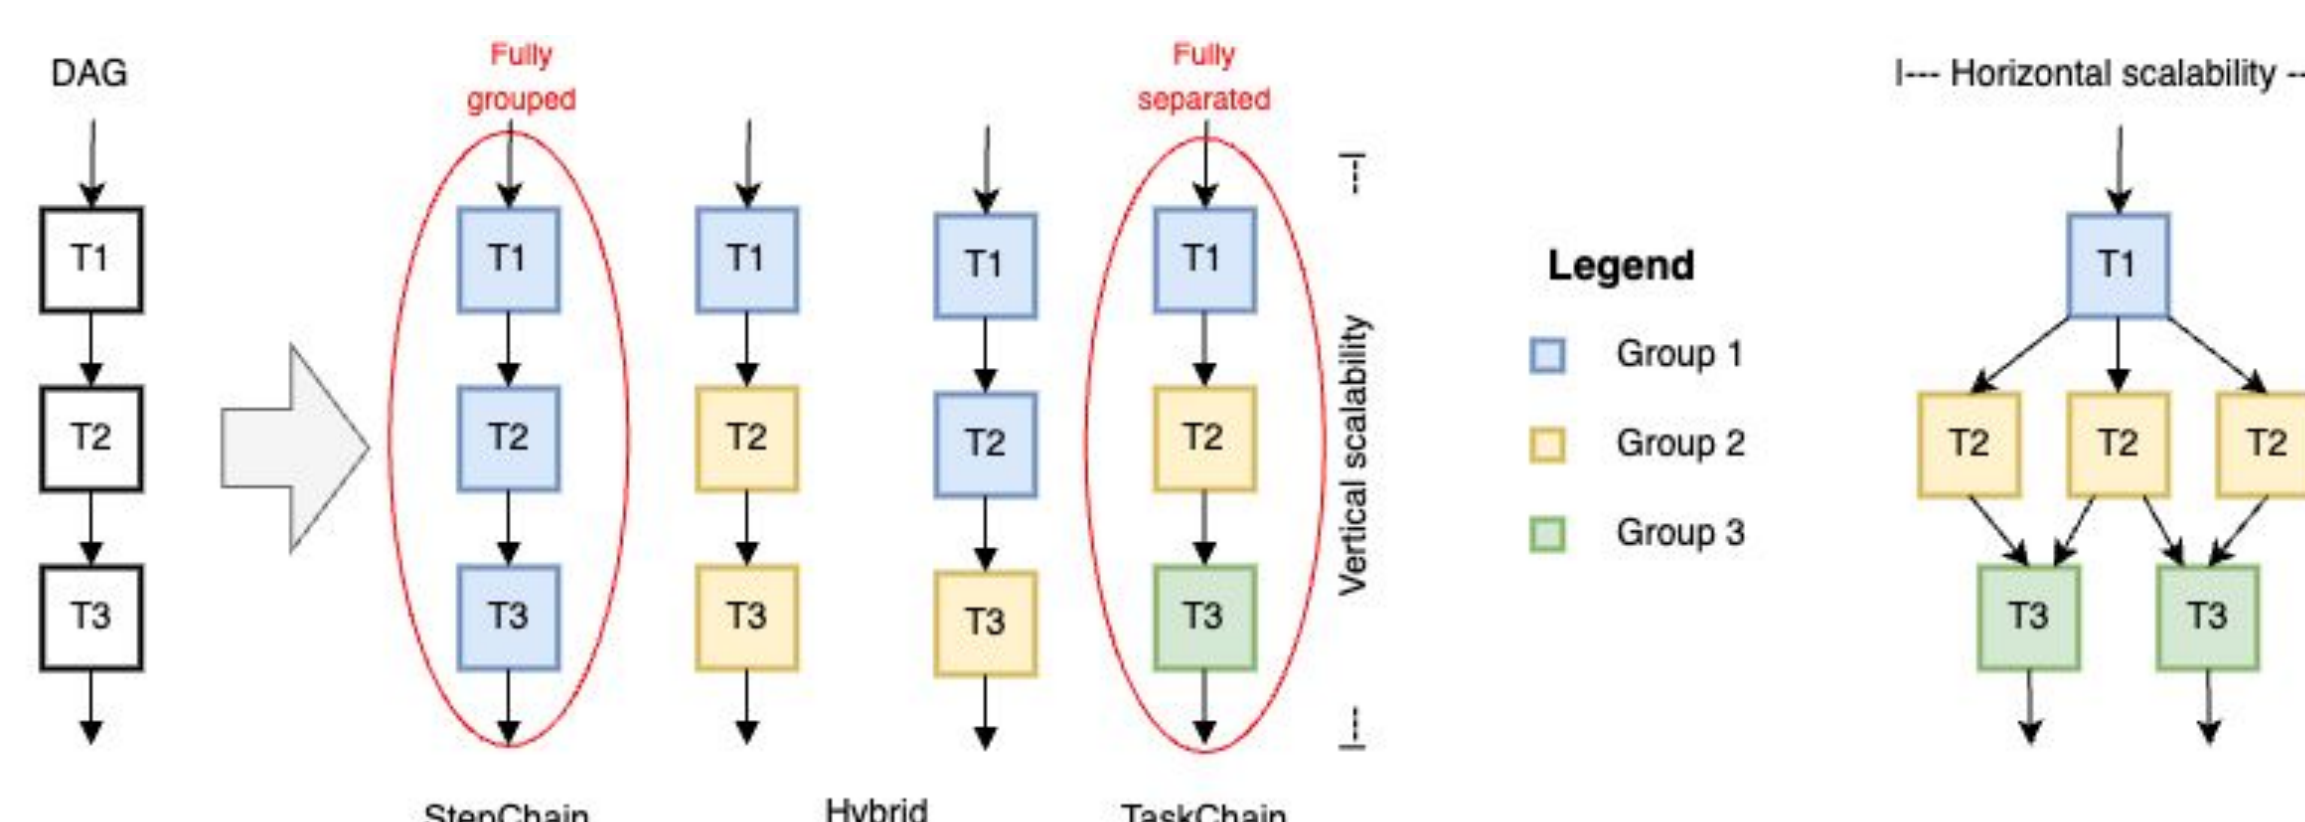 DAG
Fully
grouped
Fully
separated
|--- Horizontal scalability --
T1
T1
T1
T1
T1
T1
T2
T2
T2
T2
T2
T2
T2
T2
T3
T3
T3
T3
T3
T3
T3
|--- Vertical scalability ---|
Legend
Group 1
Group 2
Group 3
StepChain
Hybrid
TaskChain